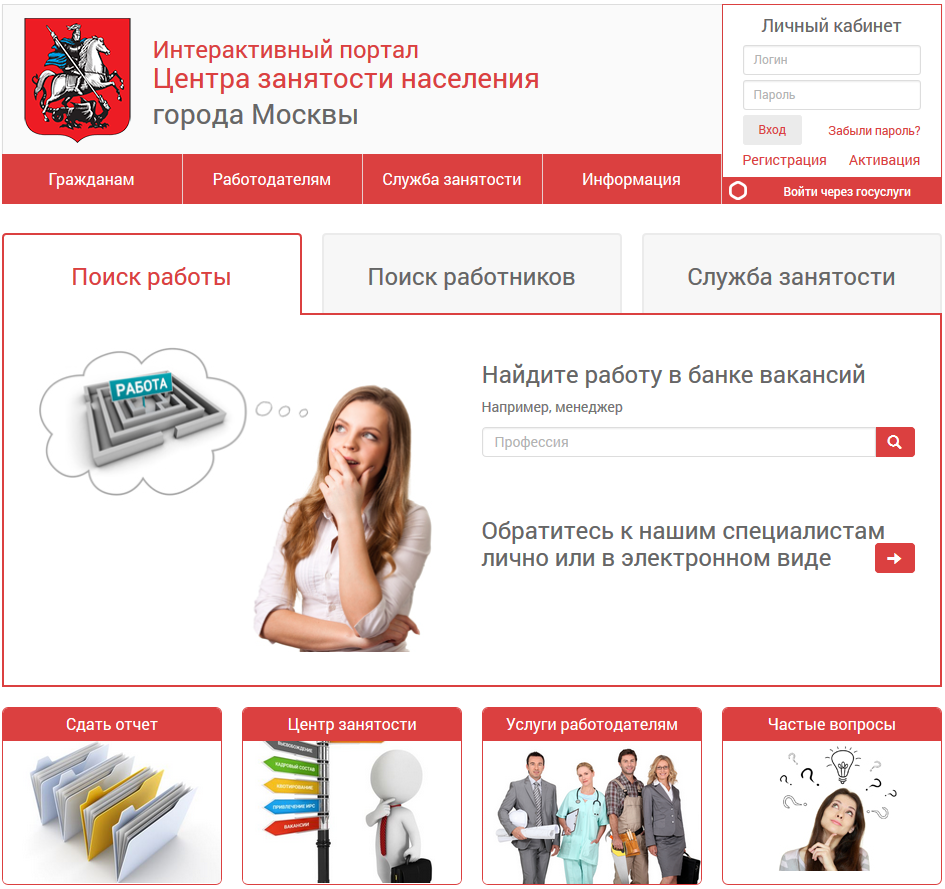 Интерактивный портал
Центра занятости населения
города Москвы
Личный кабинет
Логин
Пароль
Вход
Забыли пароль?
Регистрация
Активация
Войти через госуслуги
Гражданам
Работодателям
Служба занятости
Информация
Поиск работы
Поиск работников
Служба занятости
РАБОТА
Найдите работу в банке вакансий
Например, менеджер
Профессия
Обратитесь к нашим специалистам
лично или в электронном виде
Сдать отчет
Центр занятости
Услуги работодателям
Частые вопросы
ВЫСВОБОЖДЕНИЕ
КАДРОВЫЙ СОСТАВ
КВОТИРОВАНИЕ
ПРИВЛЕЧЕНИЕ ИРС
ВАКАНСИИ